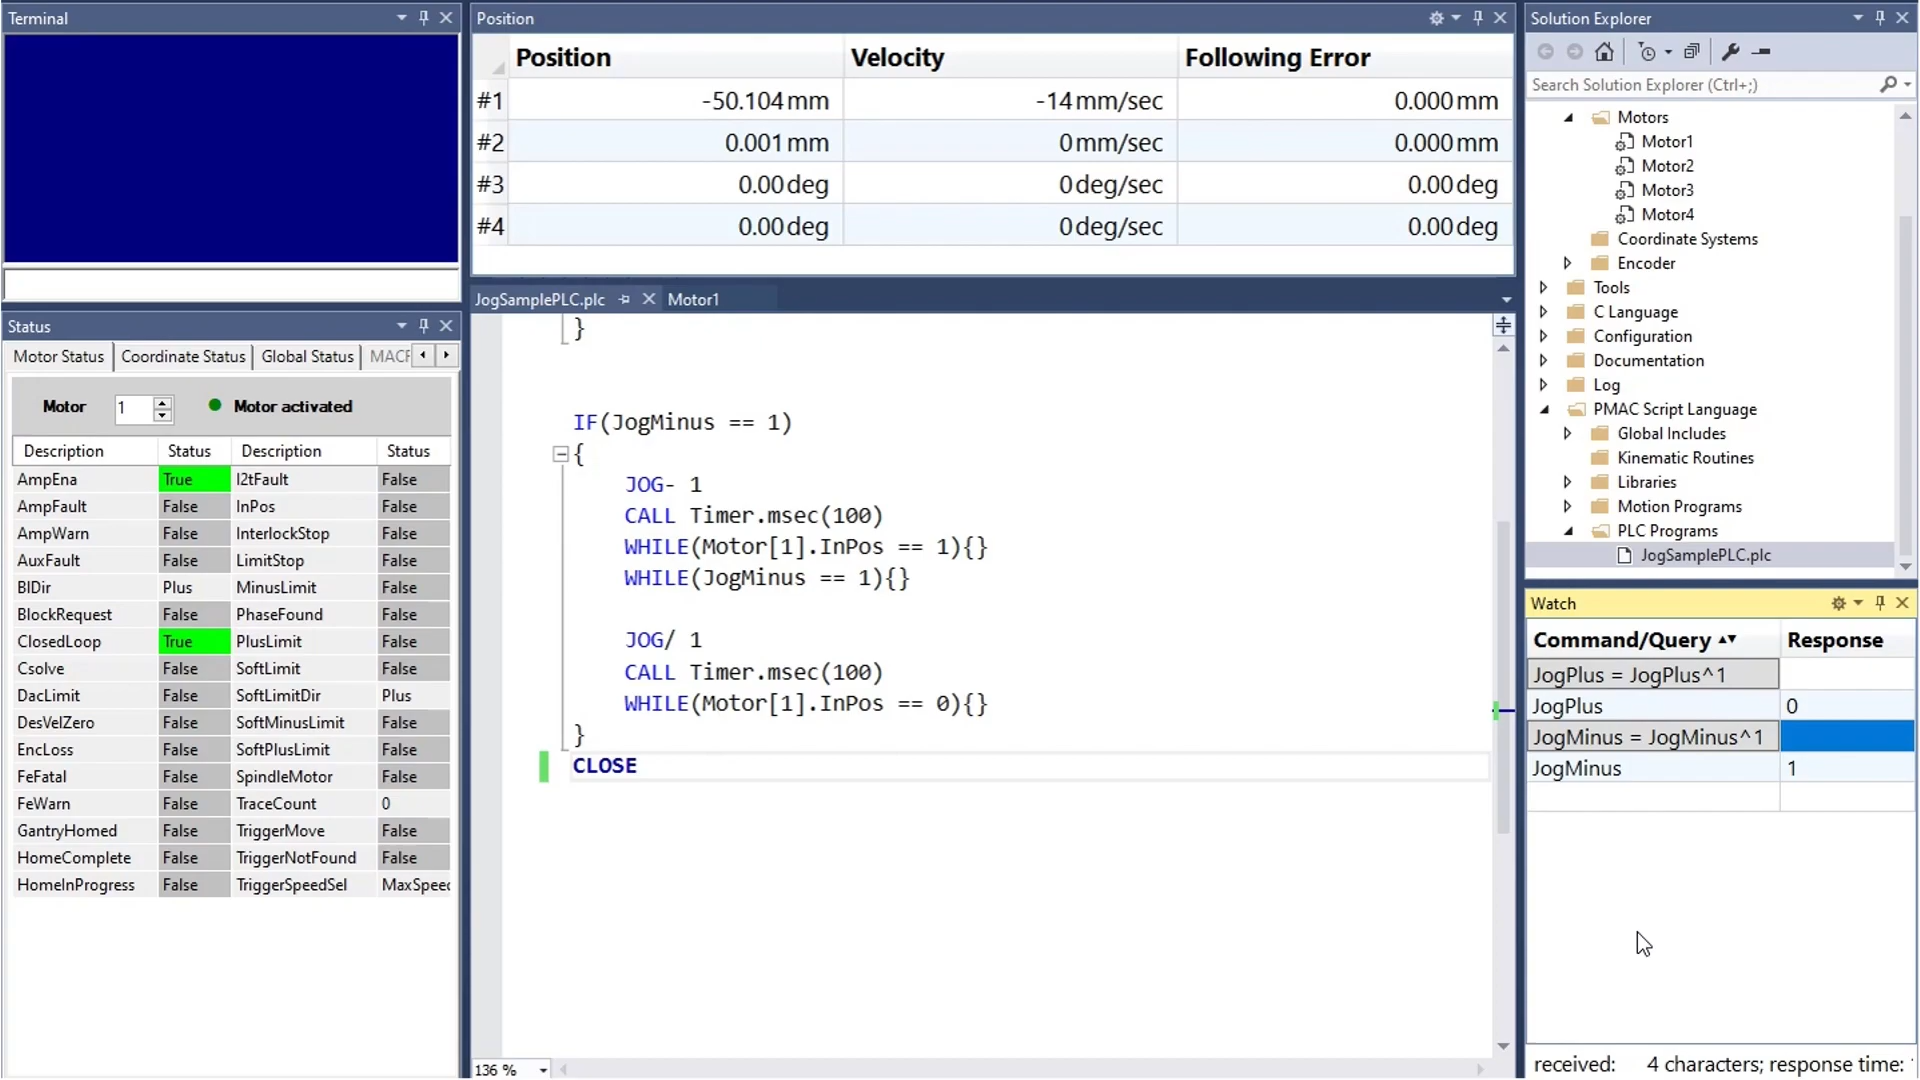 Terminal
Position
Position Velocity Following Error
#1 -50.104 mm -14 mm/sec 0.000 mm
#2 0.001 mm 0 mm/sec 0.000 mm
#3 0.00 deg 0 deg/sec 0.00 deg
#4 0.00 deg 0 deg/sec 0.00 deg
Status
Motor Status Coordinate Status Global Status MACR
Motor 1 Motor activated
Description Status Description Status
AmpEna True I2tFault False
AmpFault False InPos False
AmpWarn False InterlockStop False
AuxFault False LimitStop False
BlDir Plus MinusLimit False
BlockRequest False PhaseFound False
ClosedLoop True PlusLimit False
Csolve False SoftLimit False
DacLimit False SoftLimitDir Plus
DesVelZero False SoftMinusLimit False
EncLoss False SoftPlusLimit False
FeFatal False SpindleMotor False
FeWarn False TraceCount 0
GantryHomed False TriggerMove False
HomeComplete False TriggerNotFound False
HomeInProgress False TriggerSpeedSel MaxSpeed
JogSamplePLC.plc Motor1
}
IF(JogMinus == 1)
{
JOG- 1
CALL Timer.msec(100)
WHILE(Motor[1].InPos == 1){}
WHILE(JogMinus == 1){}
JOG/ 1
CALL Timer.msec(100)
WHILE(Motor[1].InPos == 0){}
}
CLOSE
136 %
Solution Explorer
Search Solution Explorer (Ctrl+;)
Motors
Motor1
Motor2
Motor3
Motor4
Coordinate Systems
Encoder
Tools
C Language
Configuration
Documentation
Log
PMAC Script Language
Global Includes
Kinematic Routines
Libraries
Motion Programs
PLC Programs
JogSamplePLC.plc
Watch
Command/Query Response
JogPlus = JogPlus^1
JogPlus 0
JogMinus = JogMinus^1
JogMinus 1
received: 4 characters; response time: